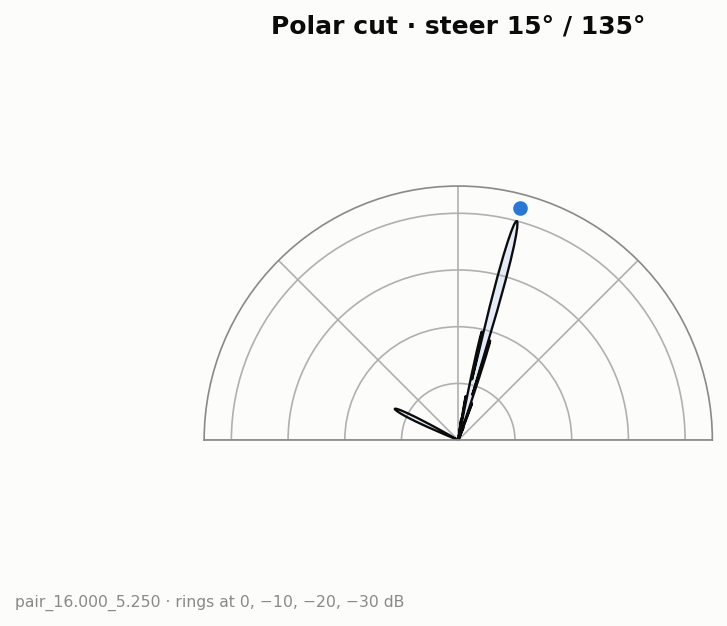 Polar cut · steer 15° / 135°
pair_16.000_5.250 · rings at 0, −10, −20, −30 dB